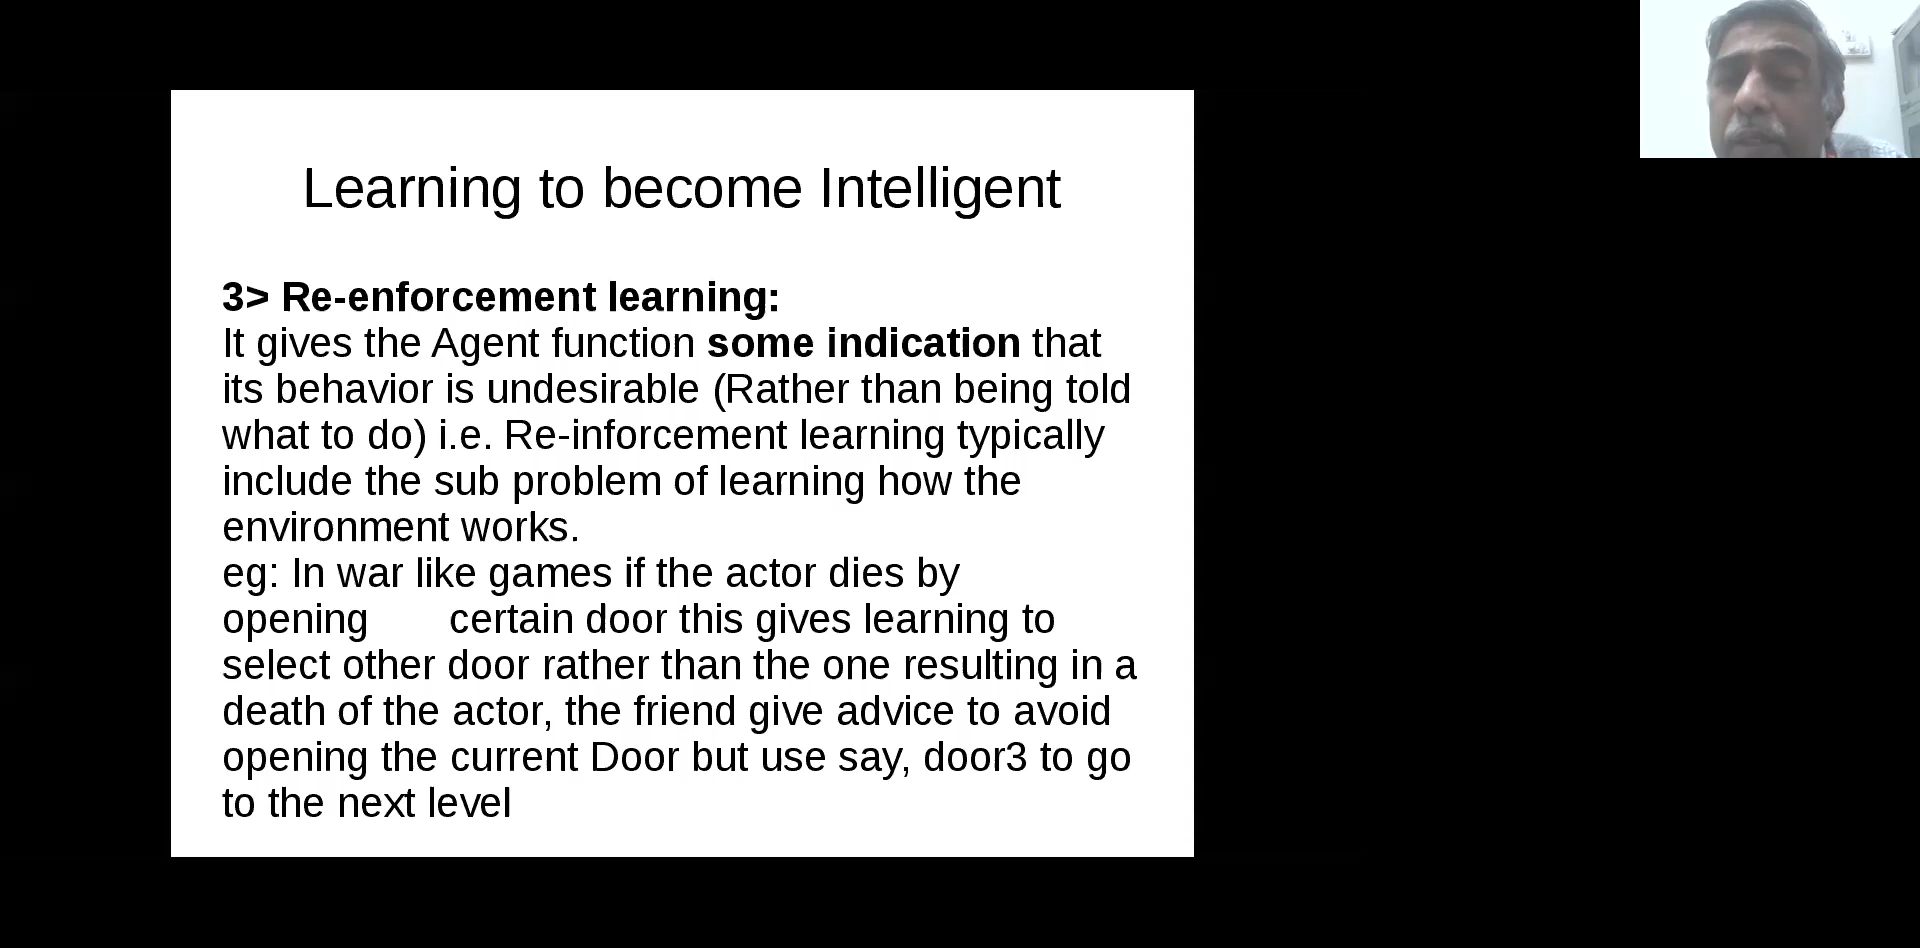 Learning to become Intelligent
3> Re-enforcement learning:
It gives the Agent function some indication that
its behavior is undesirable (Rather than being told
what to do) i.e. Re-inforcement learning typically
include the sub problem of learning how the
environment works.
eg: In war like games if the actor dies by
opening certain door this gives learning to
select other door rather than the one resulting in a
death of the actor, the friend give advice to avoid
opening the current Door but use say, door3 to go
to the next level